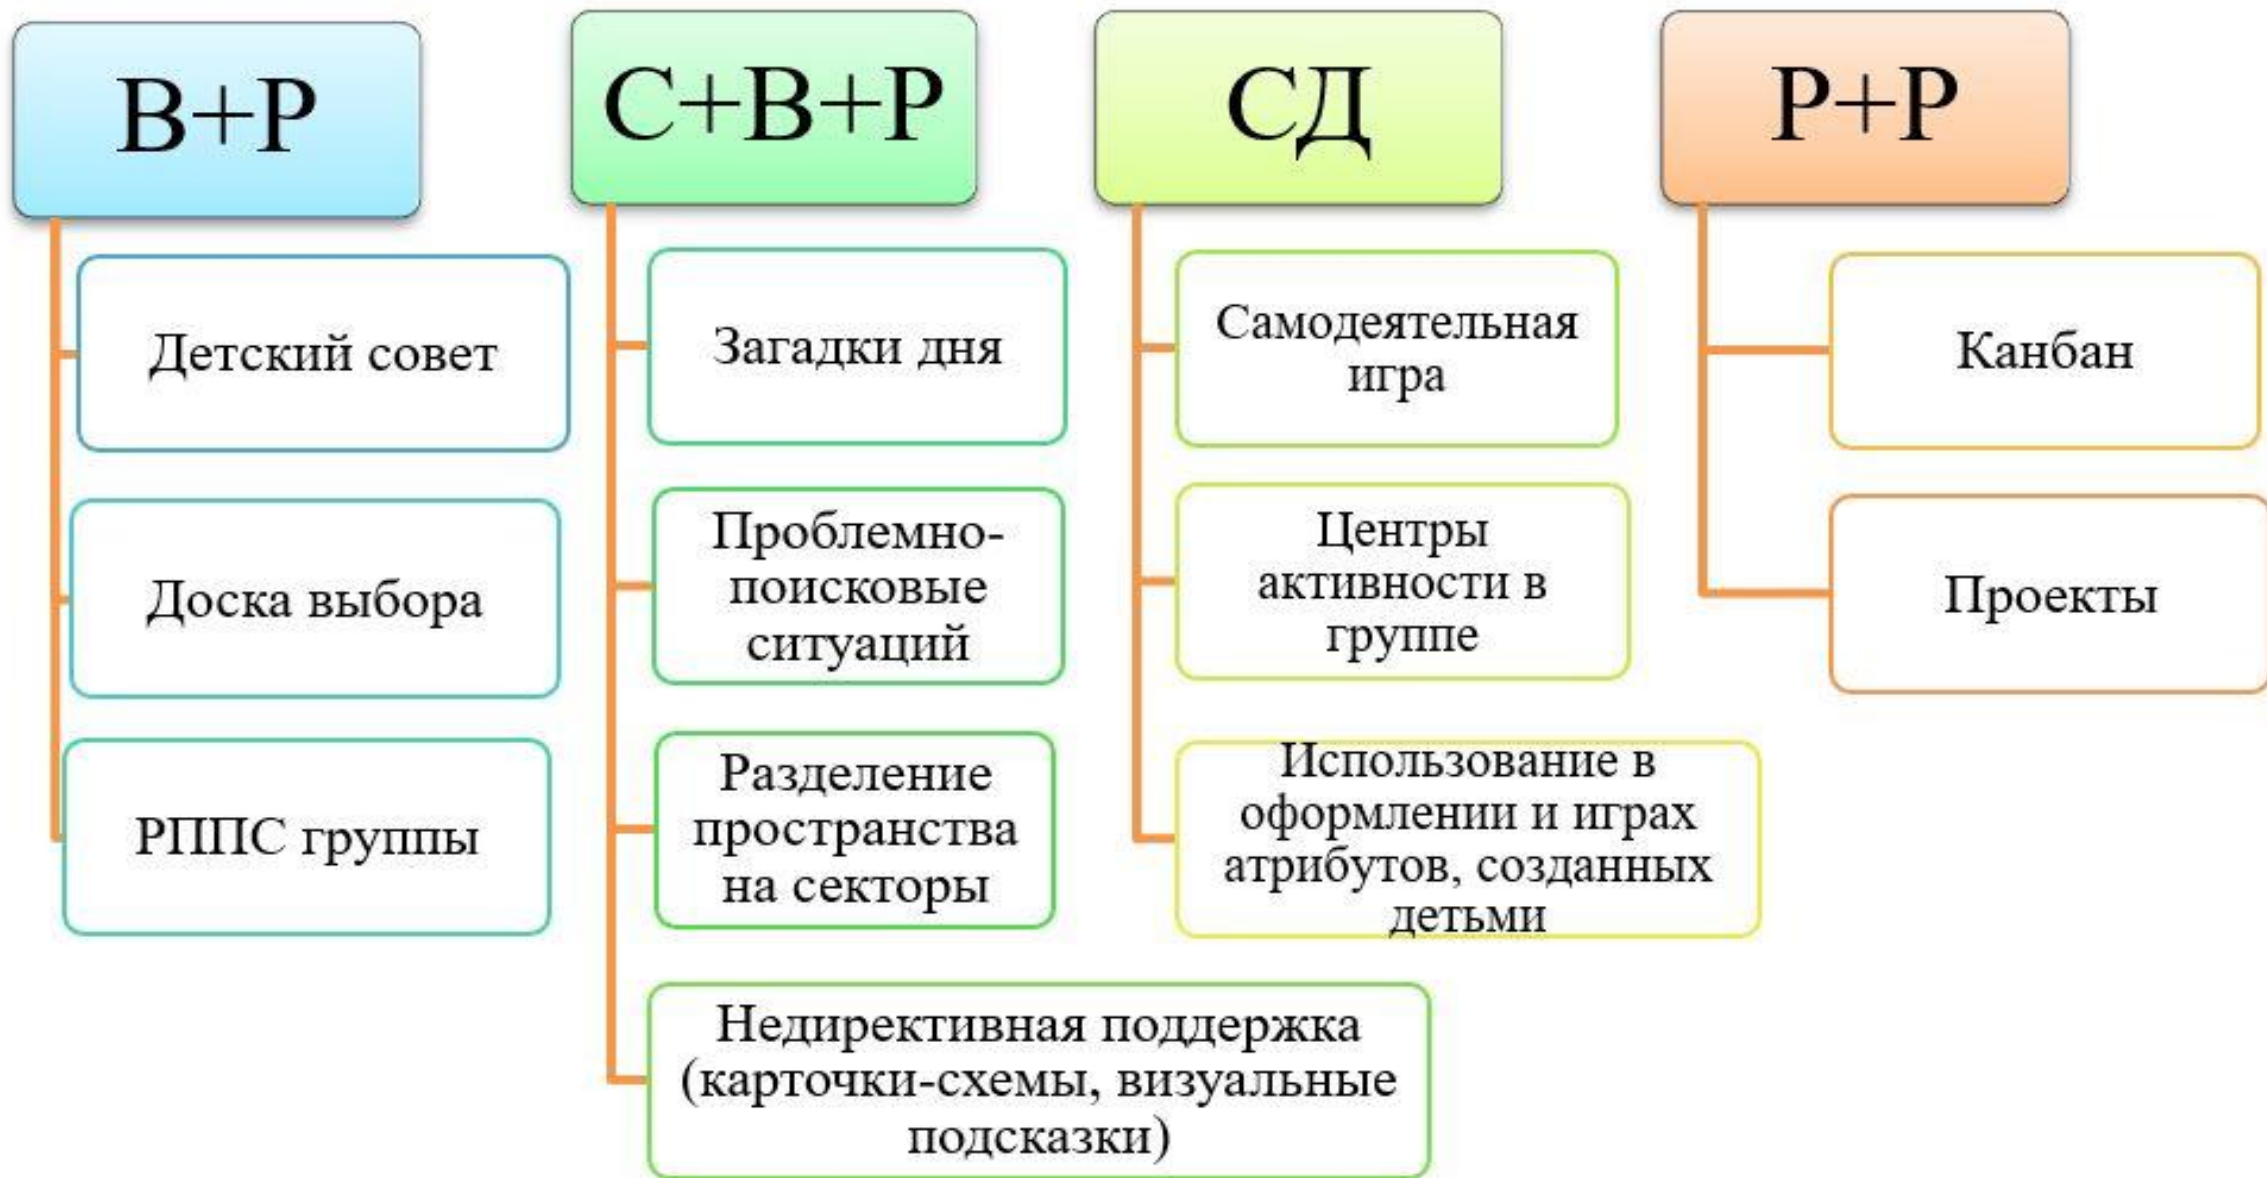 В+Р
Детский совет
Доска выбора
РППС группы
С+В+Р
Загадки дня
Проблемно-
поисковые
ситуаций
Разделение
пространства
на секторы
Недирективная поддержка
(карточки-схемы, визуальные
подсказки)
СД
Самодеятельная
игра
Центры
активности в
группе
Использование в
оформлении и играх
атрибутов, созданных
детьми
Р+Р
Канбан
Проекты